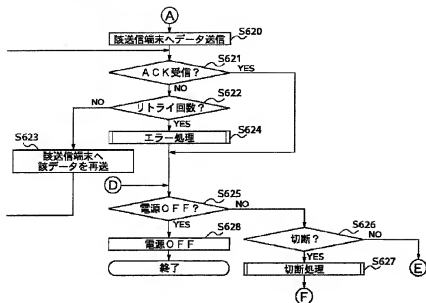 A
該送信端末へデータ送信
S620
ACK受信?
S621
YES
NO
リトライ回数?
S622
NO
YES
S623
該送信端末へ
該データを再送
エラー処理
S624
D
電源OFF?
S625
NO
YES
電源OFF
S628
終了
切断?
S626
NO
YES
切断処理
S627
E
F